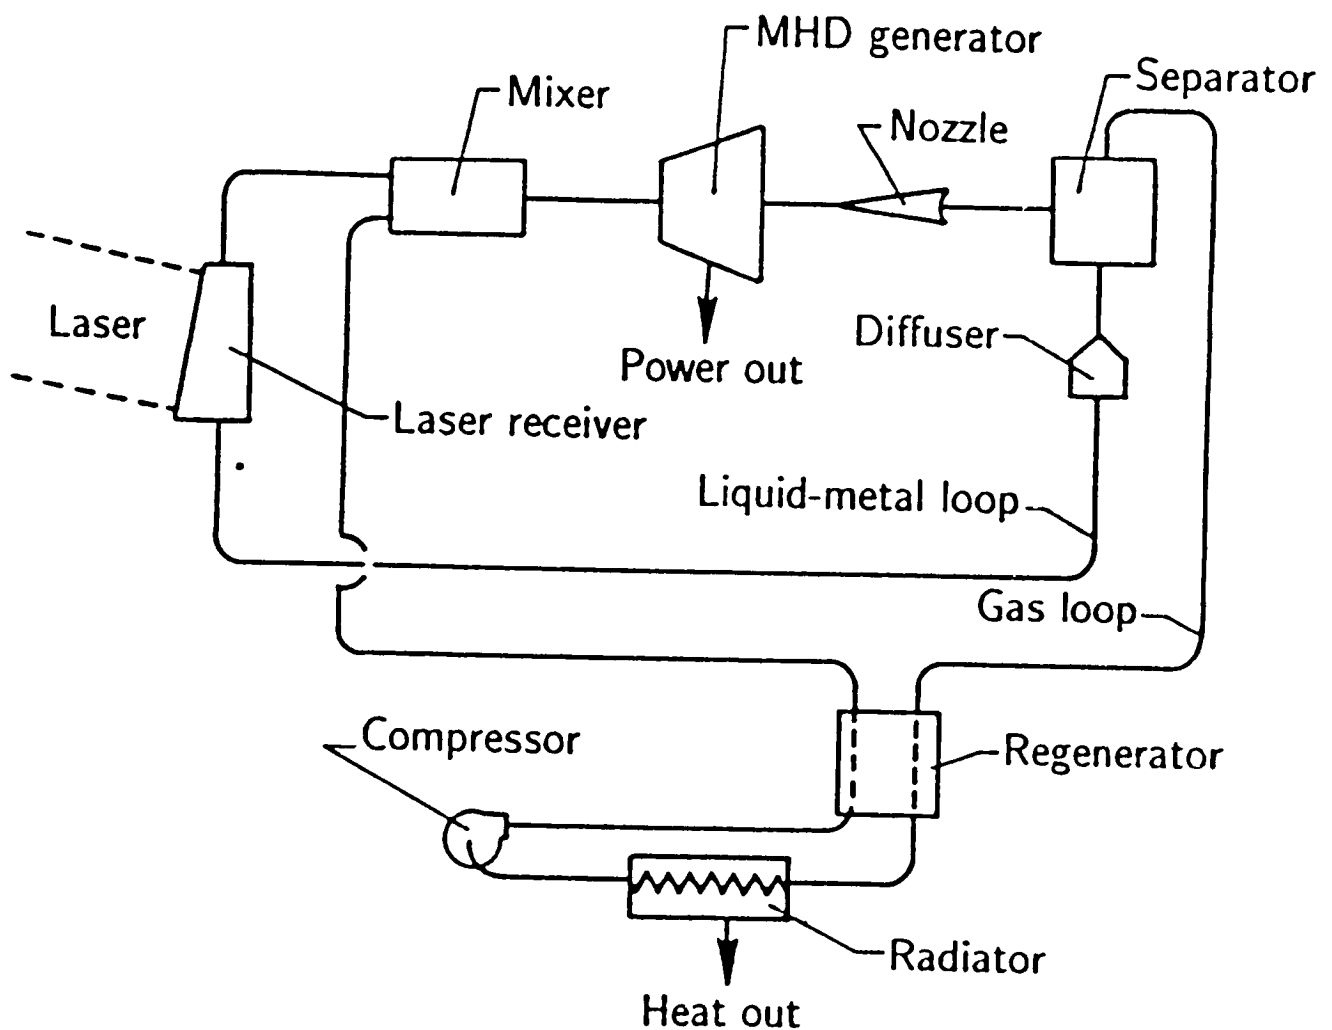 MHD generator
Separator
Mixer
Nozzle
Laser
Diffuser
Power out
Laser receiver
Liquid-metal loop
Gas loop
Compressor
Regenerator
Radiator
Heat out